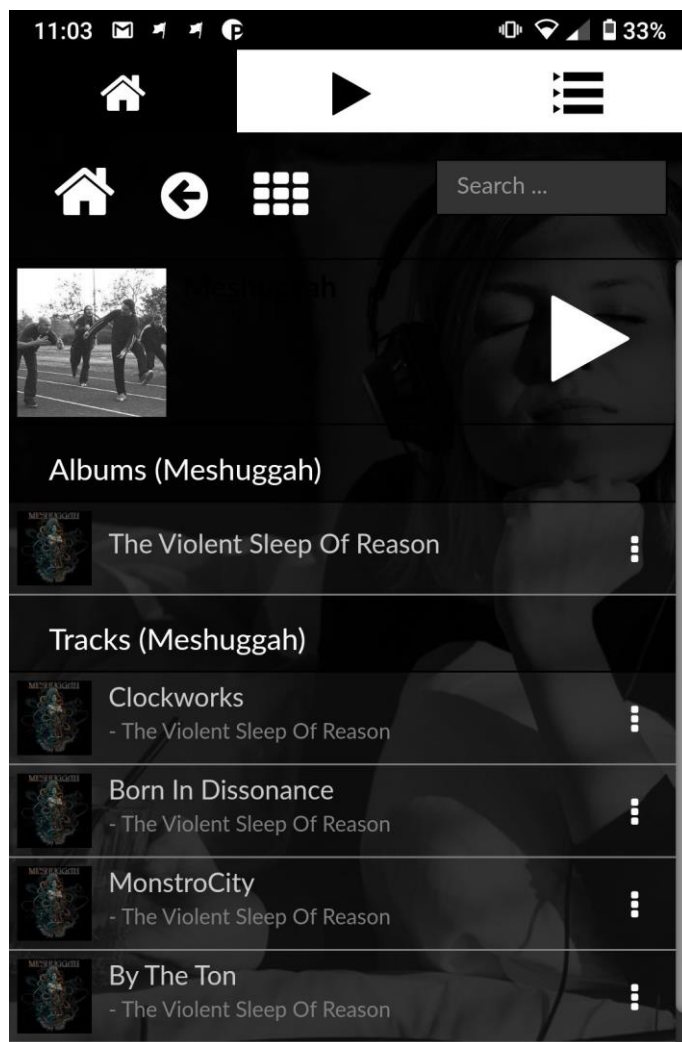 11:03
33%
Search ...
Meshuggah
Albums (Meshuggah)
The Violent Sleep Of Reason
Tracks (Meshuggah)
Clockworks
- The Violent Sleep Of Reason
Born In Dissonance
- The Violent Sleep Of Reason
MonstroCity
- The Violent Sleep Of Reason
By The Ton
- The Violent Sleep Of Reason